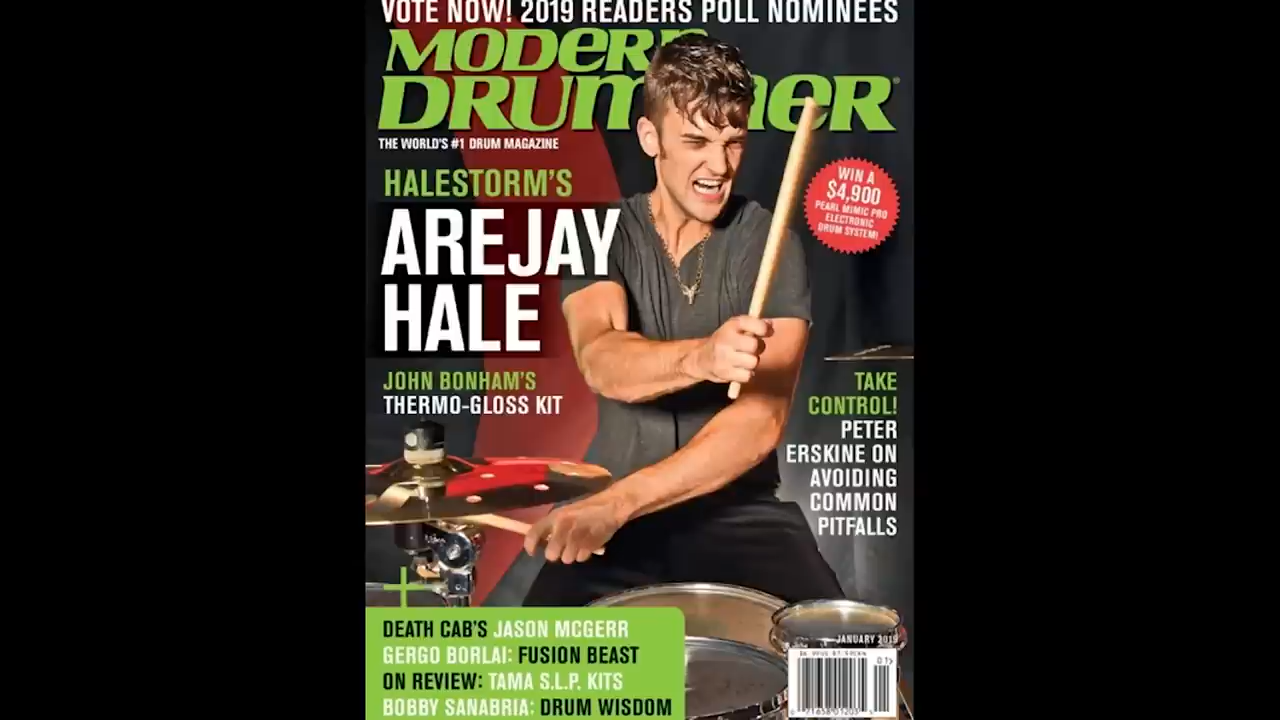 VOTE NOW! 2019 READERS POLL NOMINEES
MODERN
DRUMMER®
THE WORLD'S #1 DRUM MAGAZINE
HALESTORM'S
AREJAY
HALE
JOHN BONHAM'S
THERMO-GLOSS KIT
WIN A
$4,900
PEARL MIMIC PRO
ELECTRONIC
DRUM SYSTEM!
TAKE
CONTROL!
PETER
ERSKINE ON
AVOIDING
COMMON
PITFALLS
+
DEATH CAB'S JASON MCGERR
GERGO BORLAI: FUSION BEAST
ON REVIEW: TAMA S.L.P. KITS
BOBBY SANABRIA: DRUM WISDOM
JANUARY 2019